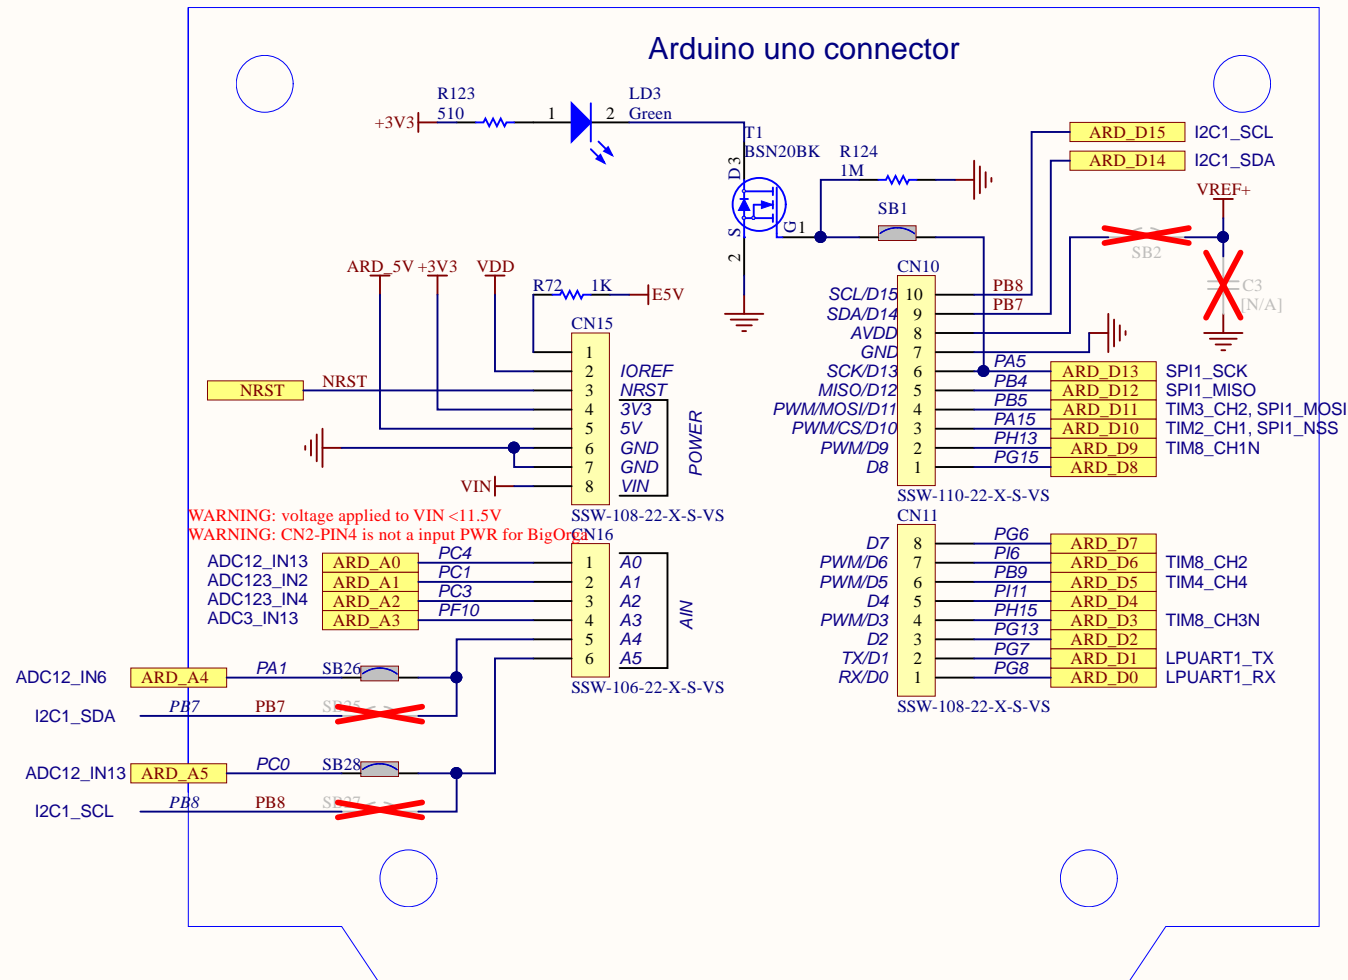 Arduino uno connector
R123
510
+3V3
1
2
LD3
Green
T1
BSN20BK
D
3
S
2
G
1
R124
1M
SB1
ARD_D15 I2C1_SCL
ARD_D14 I2C1_SDA
VREF+
SB2
C3
[N/A]
ARD_5V +3V3 VDD
R72 1K E5V
CN15
1
2 IOREF
NRST NRST 3 NRST
4 3V3
5 5V
6 GND
7 GND
VIN 8 VIN
POWER
SSW-108-22-X-S-VS
WARNING: voltage applied to VIN <11.5V
WARNING: CN2-PIN4 is not a input PWR for BigOrga
CN10
SCL/D15 10 PB8
SDA/D14 9 PB7
AVDD 8
GND 7
SCK/D13 6 PA5 ARD_D13 SPI1_SCK
MISO/D12 5 PB4 ARD_D12 SPI1_MISO
PWM/MOSI/D11 4 PB5 ARD_D11 TIM3_CH2, SPI1_MOSI
PWM/CS/D10 3 PA15 ARD_D10 TIM2_CH1, SPI1_NSS
PWM/D9 2 PH13 ARD_D9 TIM8_CH1N
D8 1 PG15 ARD_D8
SSW-110-22-X-S-VS
CN16
ADC12_IN13 ARD_A0 PC4 1 A0
ADC123_IN2 ARD_A1 PC1 2 A1
ADC123_IN4 ARD_A2 PC3 3 A2
ADC3_IN13 ARD_A3 PF10 4 A3
5 A4
6 A5
AIN
SSW-106-22-X-S-VS
CN11
D7 8 PG6 ARD_D7
PWM/D6 7 PI6 ARD_D6 TIM8_CH2
PWM/D5 6 PB9 ARD_D5 TIM4_CH4
D4 5 PI11 ARD_D4
PWM/D3 4 PH15 ARD_D3 TIM8_CH3N
D2 3 PG13 ARD_D2
TX/D1 2 PG7 ARD_D1 LPUART1_TX
RX/D0 1 PG8 ARD_D0 LPUART1_RX
SSW-108-22-X-S-VS
ADC12_IN6 ARD_A4 PA1 SB26
I2C1_SDA PB7 PB7
ADC12_IN13 ARD_A5 PC0 SB28
I2C1_SCL PB8 PB8